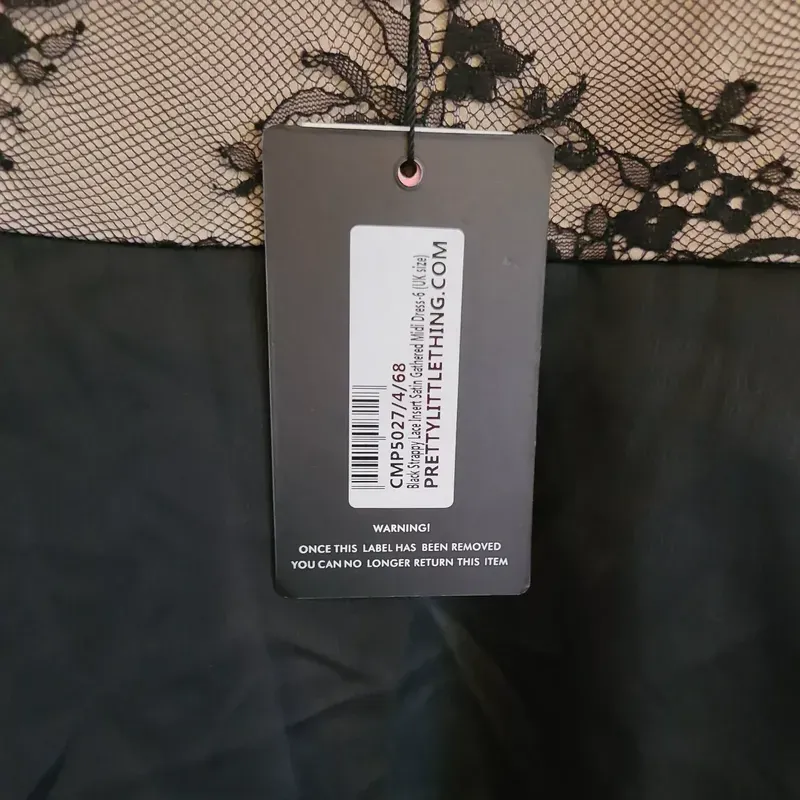 CMP5027/4/68
Black Strappy Lace Insert Satin Gathered Midi Dress-6 (UK size)
PRETTYLITTLETHING.COM
WARNING!
ONCE THIS LABEL HAS BEEN REMOVED
YOU CAN NO LONGER RETURN THIS ITEM